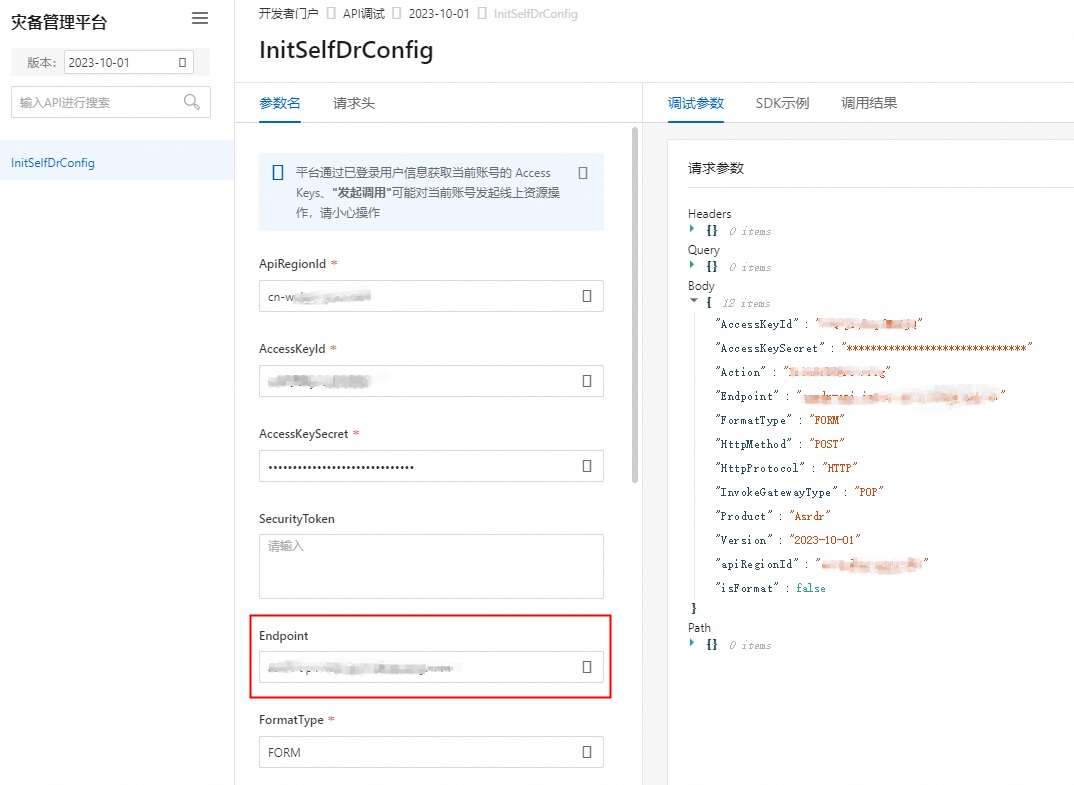 灾备管理平台
版本: 2023-10-01
输入API进行搜索
InitSelfDrConfig
开发者门户 API调试 2023-10-01 InitSelfDrConfig
InitSelfDrConfig
参数名 请求头
平台通过已登录用户信息获取当前账号的 Access
Keys、"发起调用"可能对当前账号发起线上资源操
作，请小心操作
ApiRegionId *
cn-w
AccessKeyId *
AccessKeySecret *
••••••••••••••••••••••••••••••
SecurityToken
请输入
Endpoint
FormatType *
FORM
调试参数 SDK示例 调用结果
请求参数
Headers
{} 0 items
Query
{} 0 items
Body
{ 12 items
"AccessKeyId" : "
"AccessKeySecret" : "******************************"
"Action" : "
"Endpoint" : "
"FormatType" : "FORM"
"HttpMethod" : "POST"
"HttpProtocol" : "HTTP"
"InvokeGatewayType" : "POP"
"Product" : "Asrdr"
"Version" : "2023-10-01"
"apiRegionId" : "
"isFormat" : false
}
Path
{} 0 items